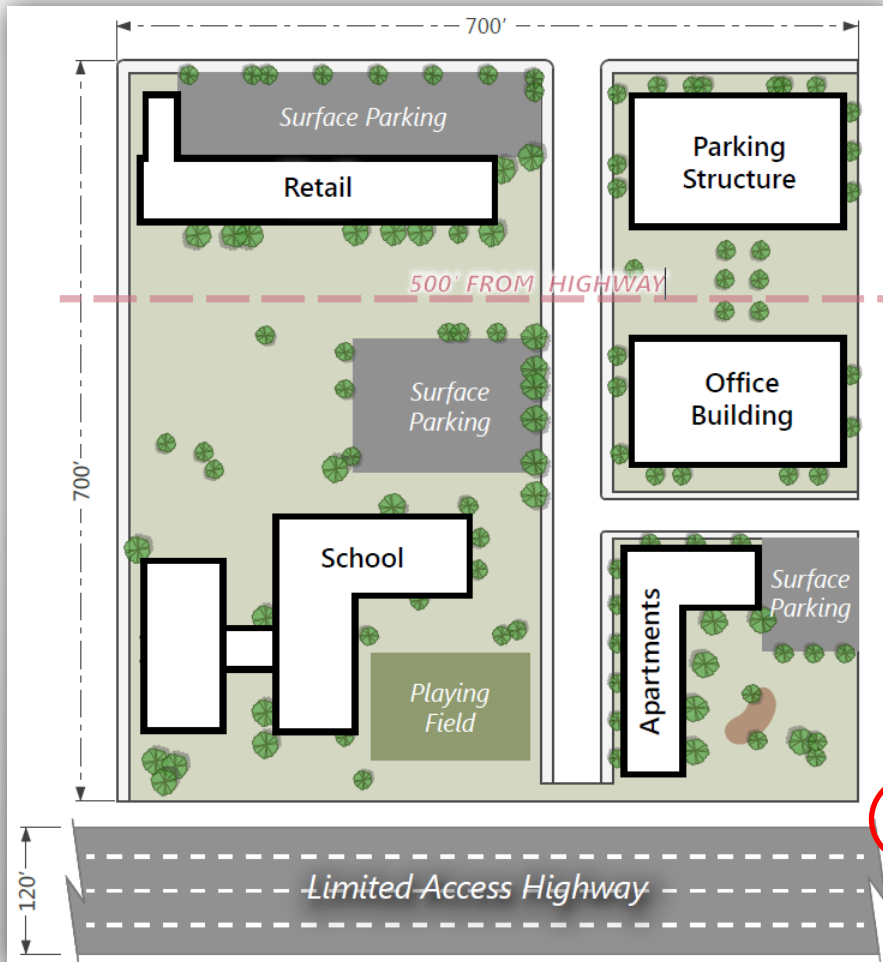 700’
Surface Parking
Retail
Parking
Structure
500' FROM HIGHWAY
Surface
Parking
Office
Building
700’
School
Surface
Parking
Apartments
Playing
Field
120’
Limited Access Highway